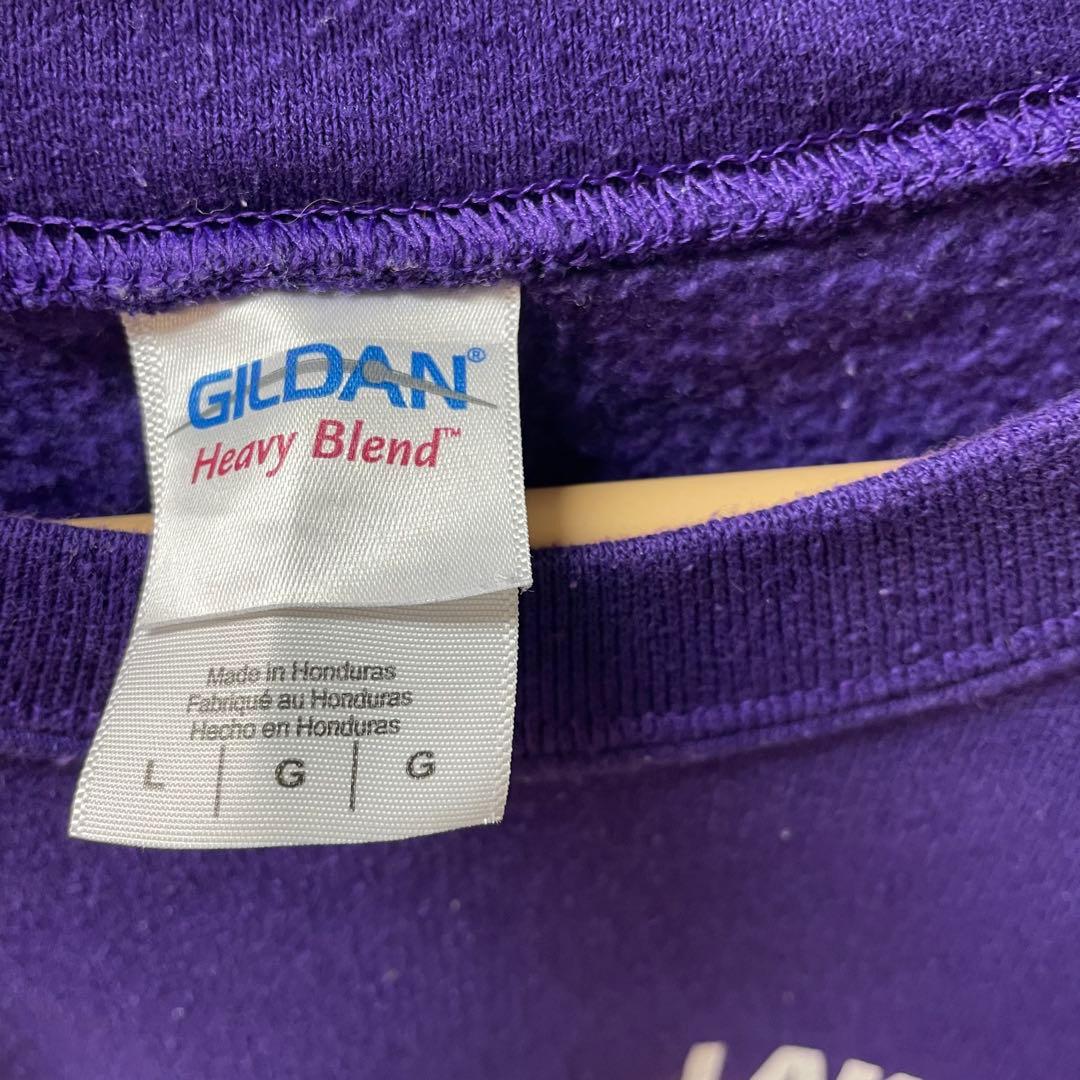 GILDAN®
Heavy Blend™
Made in Honduras
Fabriqué au Honduras
Hecho en Honduras
L | G | G